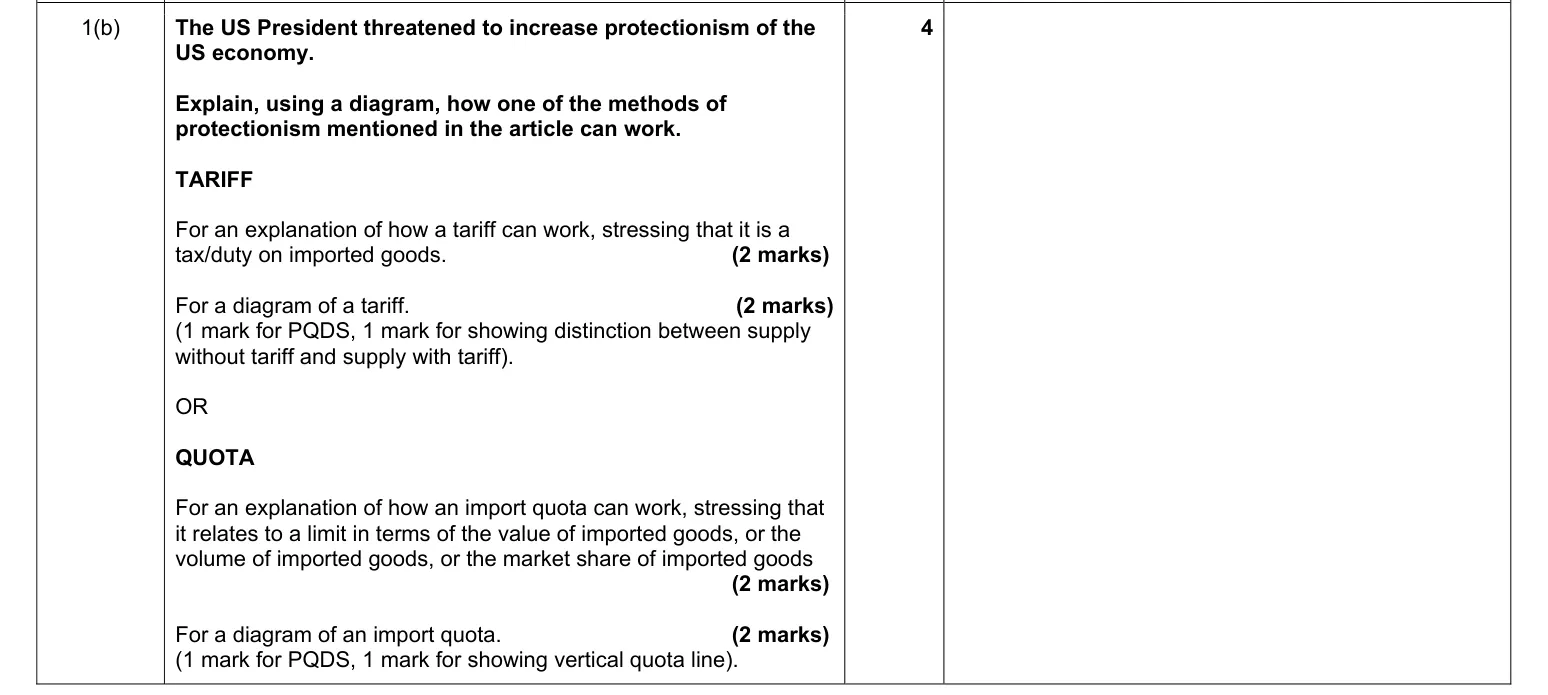 1(b)
The US President threatened to increase protectionism of the
4
US economy.
Explain, using a diagram, how one of the methods of
protectionism mentioned in the article can work.
TARIFF
For an explanation of how a tariff can work, stressing that it is a
tax/duty on imported goods. (2 marks)
For a diagram of a tariff. (2 marks)
(1 mark for PQDS, 1 mark for showing distinction between supply
without tariff and supply with tariff).
OR
QUOTA
For an explanation of how an import quota can work, stressing that
it relates to a limit in terms of the value of imported goods, or the
volume of imported goods, or the market share of imported goods
(2 marks)
For a diagram of an import quota. (2 marks)
(1 mark for PQDS, 1 mark for showing vertical quota line).